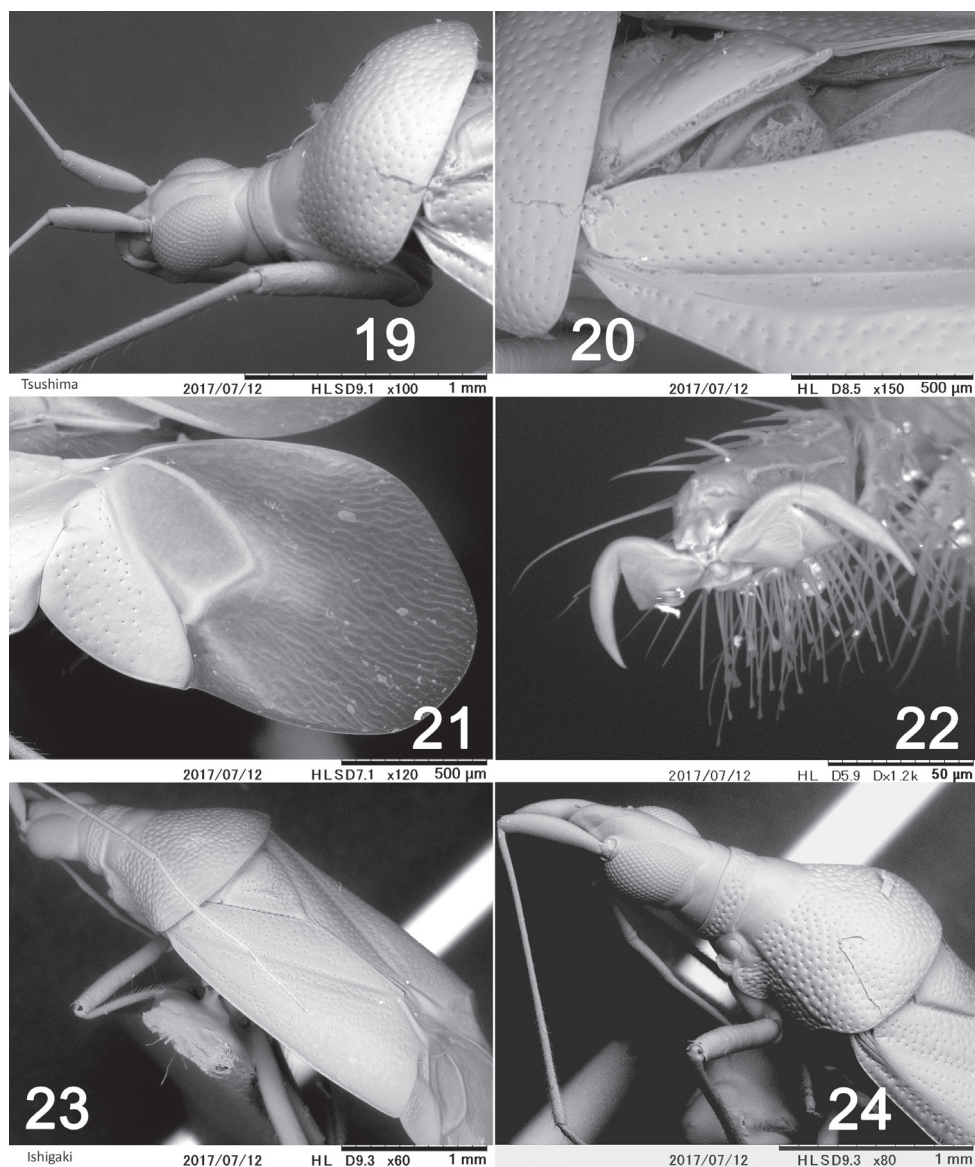 19
20
Tsushima 2017/07/12 HLSD9.1 x100 1 mm
2017/07/12 HL D8.5 x150 500 µm
21
22
2017/07/12 HLSD7.1 x120 500 µm
2017/07/12 HL D5.9 Dx1.2k 50 µm
23
24
Ishigaki 2017/07/12 HL D9.3 x60 1 mm
2017/07/12 HLSD9.3 x80 1 mm